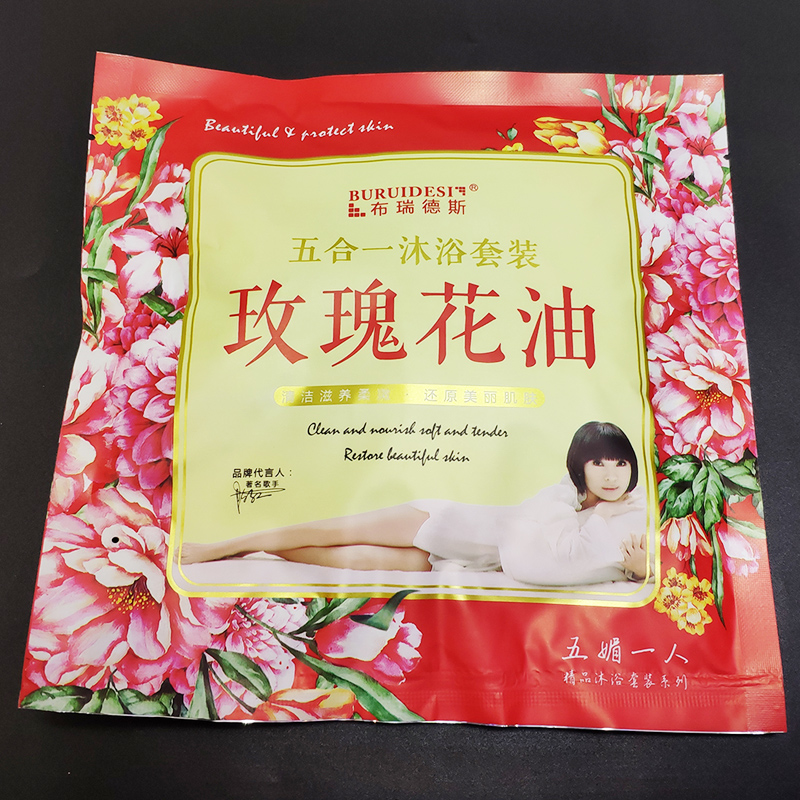 Beautiful & protect skin
BURUIDESI®
布瑞德斯
五合一沐浴套装
玫瑰花油
清洁滋养柔嫩·还原美丽肌肤
Clean and nourish soft and tender
Restore beautiful skin
品牌代言人：
著名歌手
五媚一人
精品沐浴套装系列